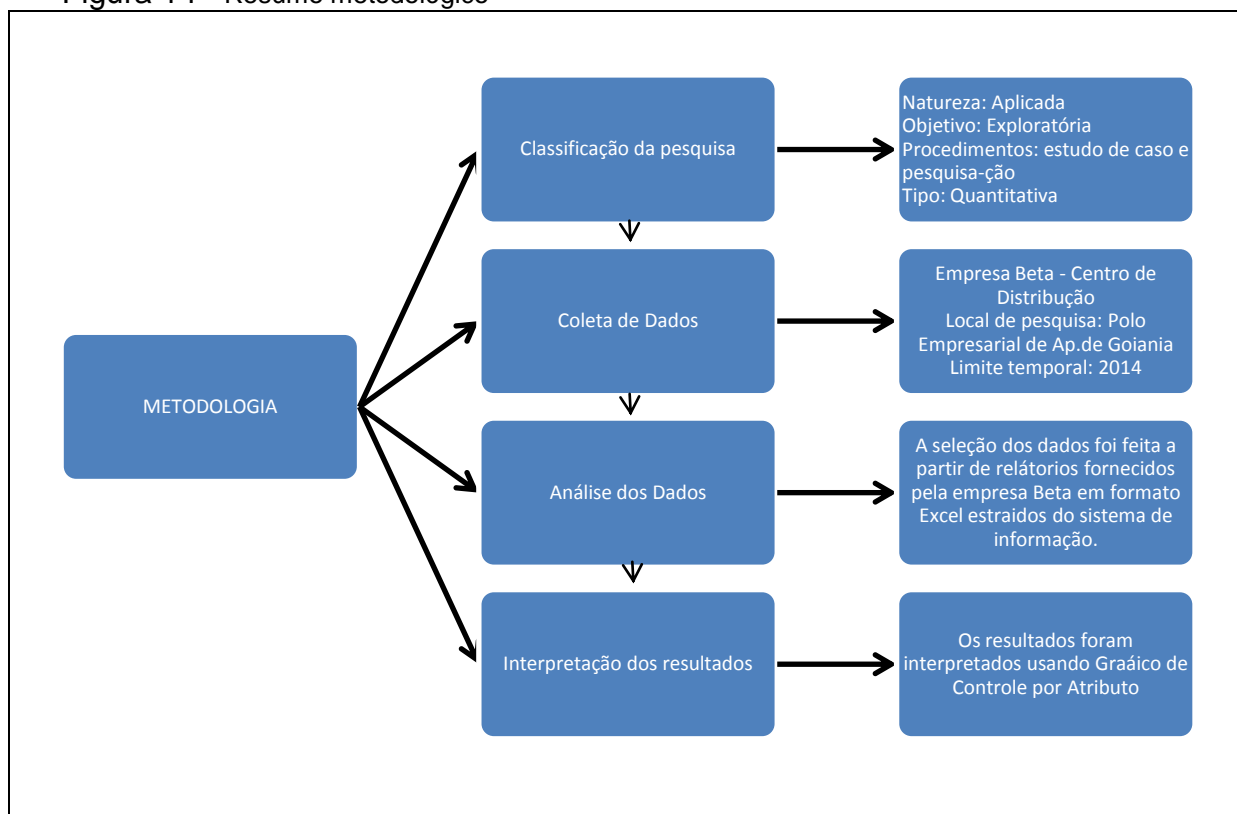 Resumo metodológico
Classificação da pesquisa
Natureza: Aplicada
Objetivo: Exploratória
Procedimentos: estudo de caso e
pesquisa-ção
Tipo: Quantitativa
Coleta de Dados
Empresa Beta - Centro de
Distribução
Local de pesquisa: Polo
Empresarial de Ap.de Goiania
Limite temporal: 2014
METODOLOGIA
Análise dos Dados
A seleção dos dados foi feita a
partir de relátorios fornecidos
pela empresa Beta em formato
Excel estraidos do sistema de
informação.
Interpretação dos resultados
Os resultados foram
interpretados usando Graáico de
Controle por Atributo